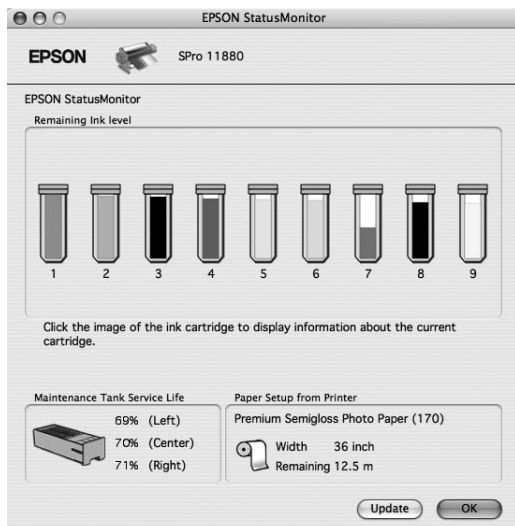 EPSON StatusMonitor
EPSON SPro 11880
EPSON StatusMonitor
Remaining Ink level
1 2 3 4 5 6 7 8 9
Click the image of the ink cartridge to display information about the current
cartridge.
Maintenance Tank Service Life
69% (Left)
70% (Center)
71% (Right)
Paper Setup from Printer
Premium Semigloss Photo Paper (170)
Width 36 inch
Remaining 12.5 m
Update OK